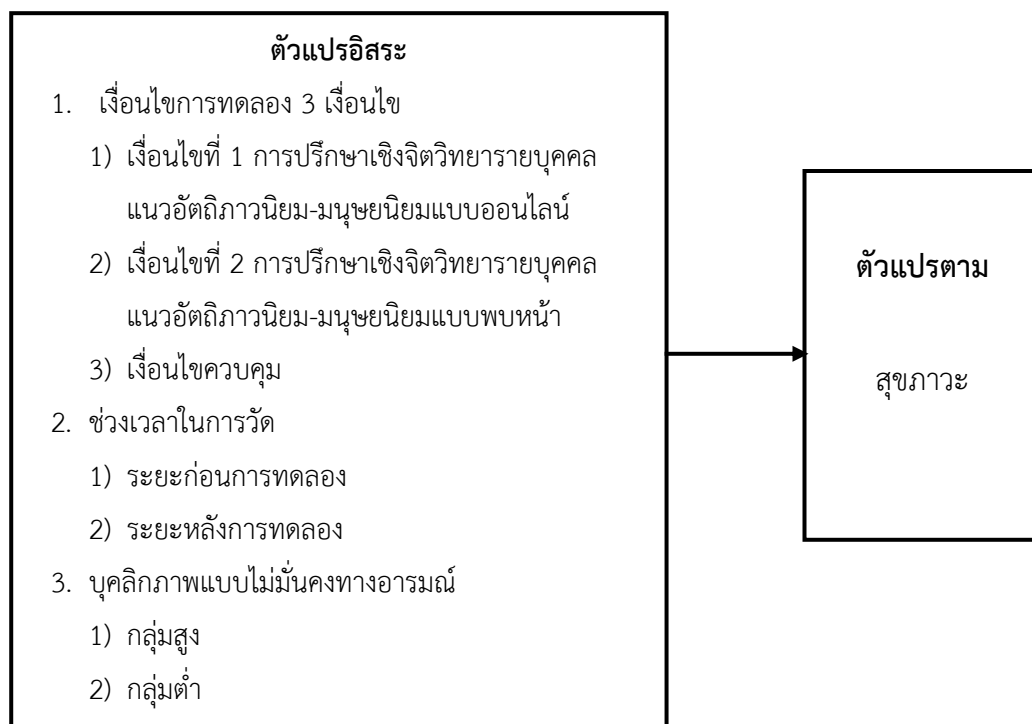 ตัวแปรอิสระ
1. เงื่อนไขการทดลอง 3 เงื่อนไข
1) เงื่อนไขที่ 1 การปรึกษาเชิงจิตวิทยารายบุคคล
แนวอัตถิภาวนิยม-มนุษยนิยมแบบออนไลน์
2) เงื่อนไขที่ 2 การปรึกษาเชิงจิตวิทยารายบุคคล
แนวอัตถิภาวนิยม-มนุษยนิยมแบบพบหน้า
3) เงื่อนไขควบคุม
2. ช่วงเวลาในการวัด
1) ระยะก่อนการทดลอง
2) ระยะหลังการทดลอง
3. บุคลิกภาพแบบไม่มั่นคงทางอารมณ์
1) กลุ่มสูง
2) กลุ่มต่ำ
ตัวแปรตาม
สุขภาวะ